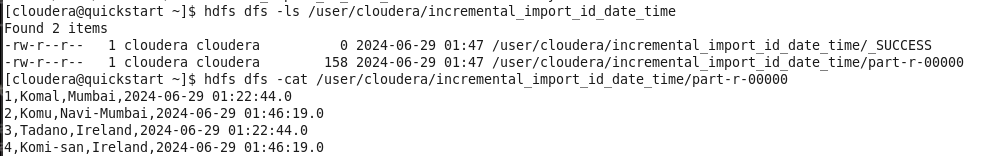 [cloudera@quickstart ~]$ hdfs dfs -ls /user/cloudera/incremental_import_id_date_time
Found 2 items
-rw-r--r--   1 cloudera cloudera          0 2024-06-29 01:47 /user/cloudera/incremental_import_id_date_time/_SUCCESS
-rw-r--r--   1 cloudera cloudera        158 2024-06-29 01:47 /user/cloudera/incremental_import_id_date_time/part-r-00000
[cloudera@quickstart ~]$ hdfs dfs -cat /user/cloudera/incremental_import_id_date_time/part-r-00000
1,Komal,Mumbai,2024-06-29 01:22:44.0
2,Komu,Navi-Mumbai,2024-06-29 01:46:19.0
3,Tadano,Ireland,2024-06-29 01:22:44.0
4,Komi-san,Ireland,2024-06-29 01:46:19.0